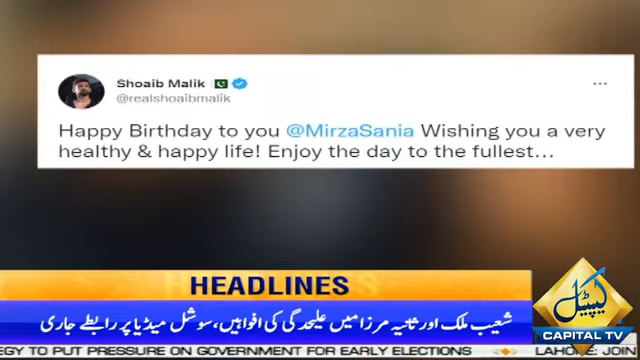 Shoaib Malik
@realshoaibmalik
Happy Birthday to you @MirzaSania Wishing you a very
healthy & happy life! Enjoy the day to the fullest...
HEADLINES
شعیب ملک اور ثانیہ مرزا میں علیحدگی کی افواہیں، سوشل میڈیا پر رابطے جاری
کیپیٹل
CAPITAL TV
EGY TO PUT PRESSURE ON GOVERNMENT FOR EARLY ELECTIONS JOIN